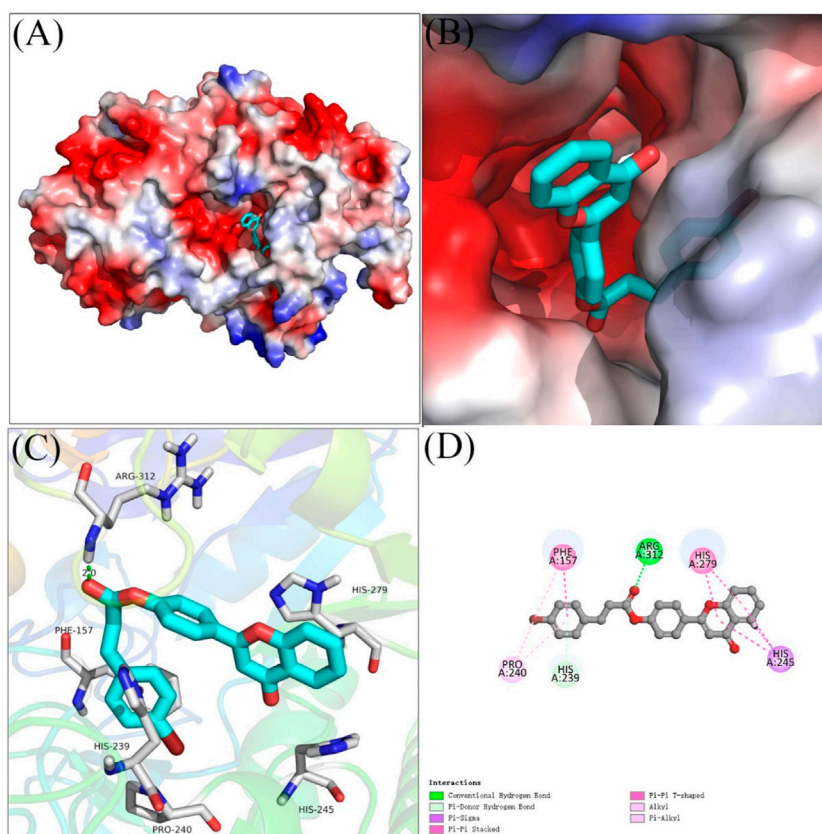 (A)
(B)
(C)
ARG-312
2.0
HIS-279
PHE-157
HIS-239
HIS-245
PRO-240
(D)
PHE
A:157
ARG
A:312
HIS
A:279
PRO
A:240
HIS
A:239
HIS
A:245
Interactions
Conventional Hydrogen Bond
Pi-Donor Hydrogen Bond
Pi-Sigma
Pi-Pi Stacked
Pi-Pi T-shaped
Alkyl
Pi-Alkyl